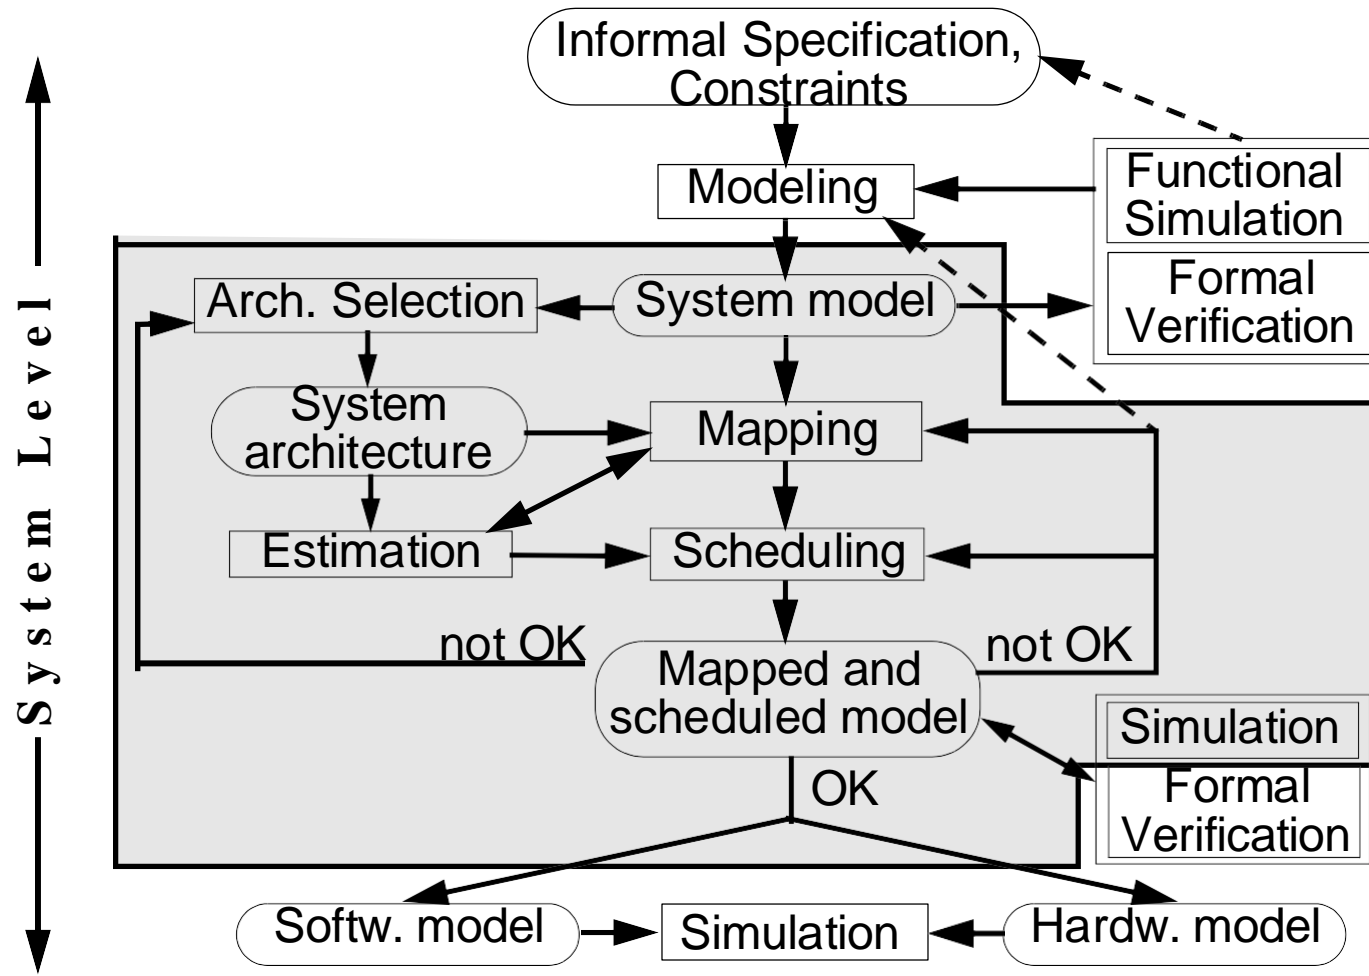 Informal Specification,
Constraints
Modeling
Functional
Simulation
Formal
Verification
Arch. Selection
System model
System
architecture
Mapping
Estimation
Scheduling
not OK
not OK
Mapped and
scheduled model
Simulation
Formal
Verification
OK
Softw. model
Simulation
Hardw. model
System Level